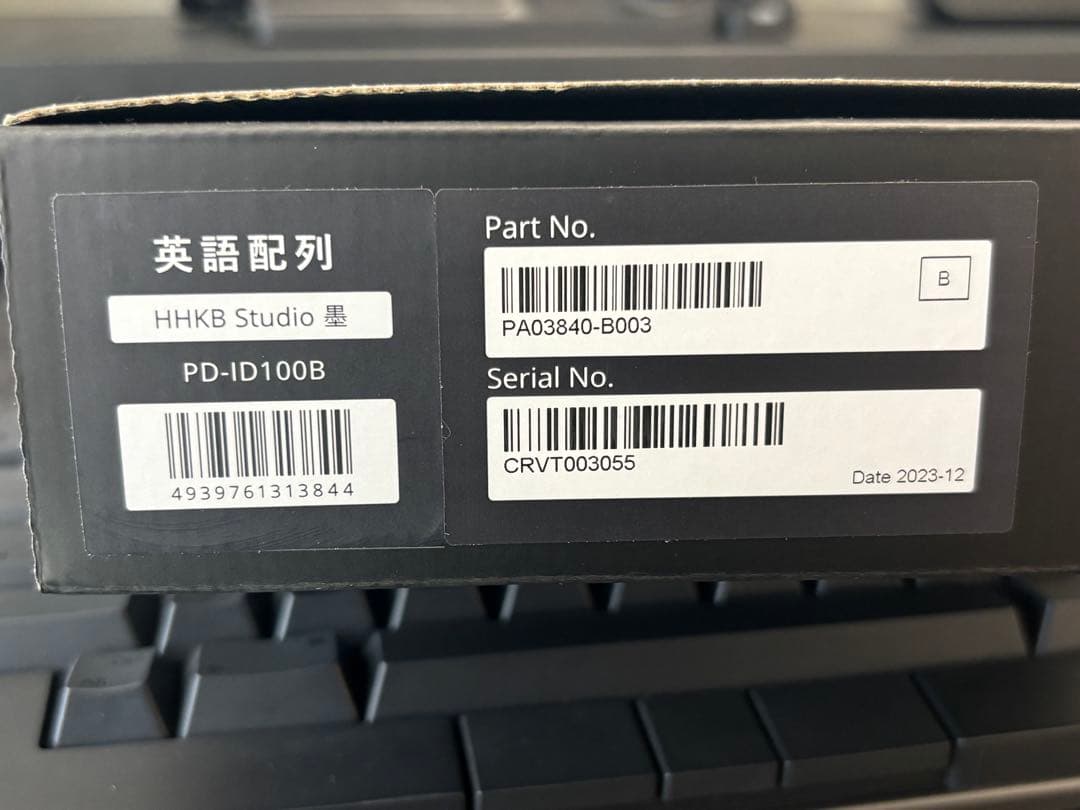 英語配列
HHKB Studio 墨
PD-ID100B
4939761313844
Part No.
B
PA03840-B003
Serial No.
CRVT003055
Date 2023-12